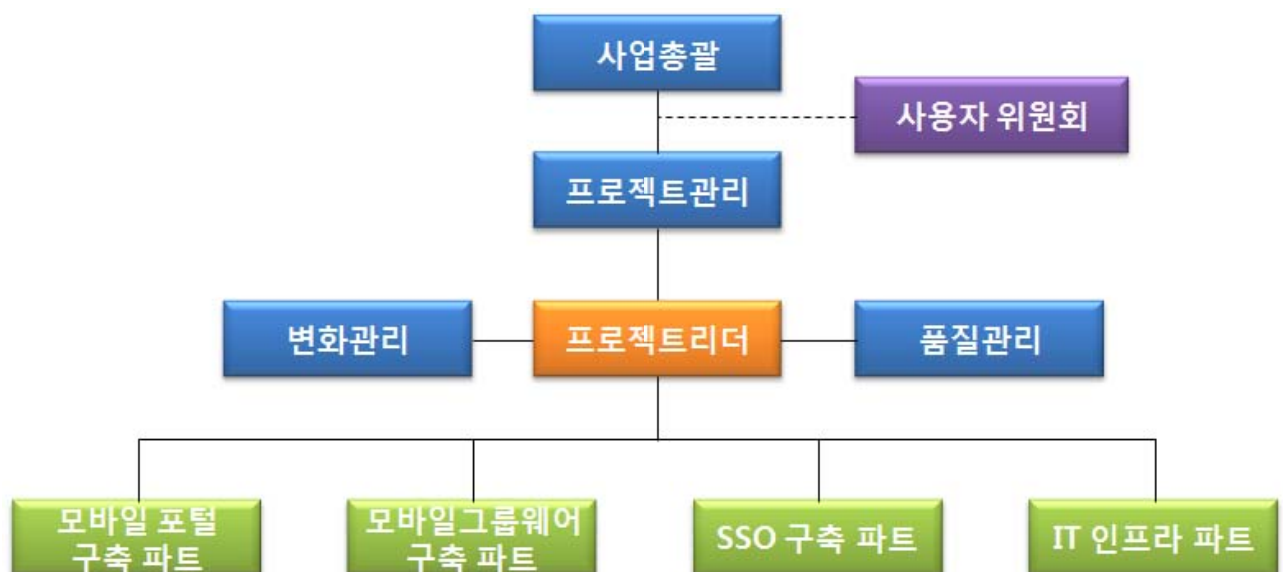 사업총괄
사용자 위원회
프로젝트관리
변화관리
프로젝트리더
품질관리
모바일 포털
구축 파트
모바일그룹웨어
구축 파트
SSO 구축 파트
IT 인프라 파트